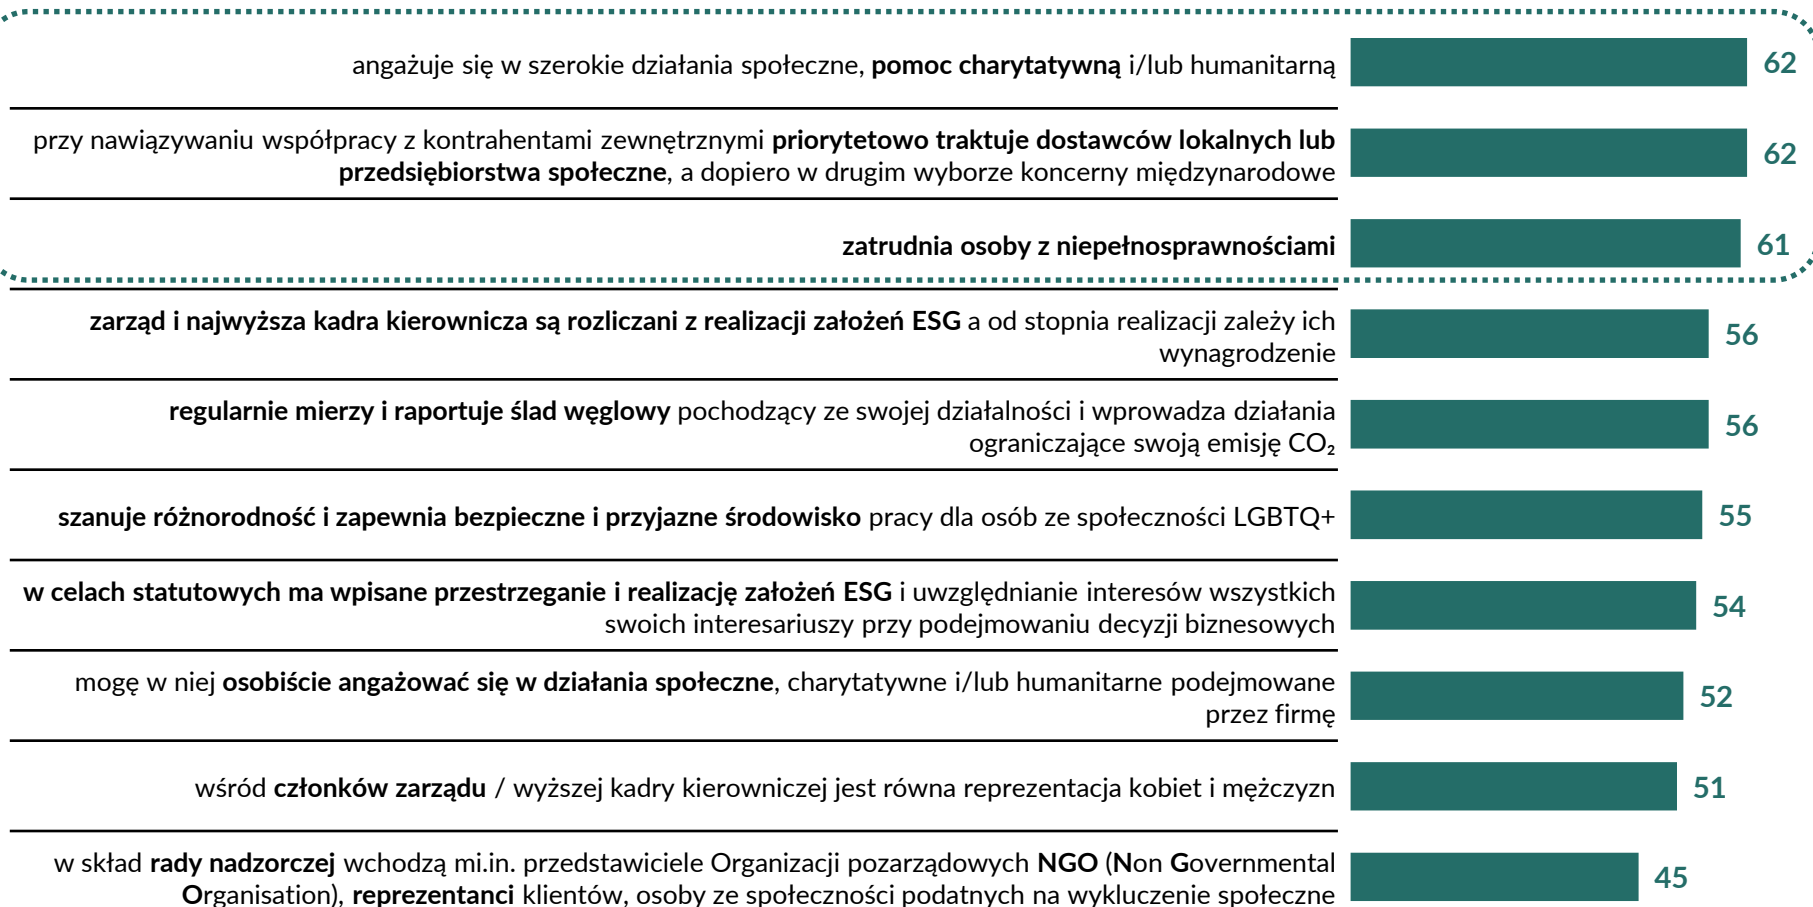 angażuje się w szerokie działania społeczne, pomoc charytatywną i/lub humanitarną 62
przy nawiązywaniu współpracy z kontrahentami zewnętrznymi priorytetowo traktuje dostawców lokalnych lub
przedsiębiorstwa społeczne, a dopiero w drugim wyborze koncerny międzynarodowe 62
zatrudnia osoby z niepełnosprawnościami 61
zarząd i najwyższa kadra kierownicza są rozliczani z realizacji założeń ESG a od stopnia realizacji zależy ich
wynagrodzenie 56
regularnie mierzy i raportuje ślad węglowy pochodzący ze swojej działalności i wprowadza działania
ograniczające swoją emisję CO₂ 56
szanuje różnorodność i zapewnia bezpieczne i przyjazne środowisko pracy dla osób ze społeczności LGBTQ+ 55
w celach statutowych ma wpisane przestrzeganie i realizację założeń ESG i uwzględnianie interesów wszystkich
swoich interesariuszy przy podejmowaniu decyzji biznesowych 54
mogę w niej osobiście angażować się w działania społeczne, charytatywne i/lub humanitarne podejmowane
przez firmę 52
wśród członków zarządu / wyższej kadry kierowniczej jest równa reprezentacja kobiet i mężczyzn 51
w skład rady nadzorczej wchodzą mi.in. przedstawiciele Organizacji pozarządowych NGO (Non Governmental
Organisation), reprezentanci klientów, osoby ze społeczności podatnych na wykluczenie społeczne 45